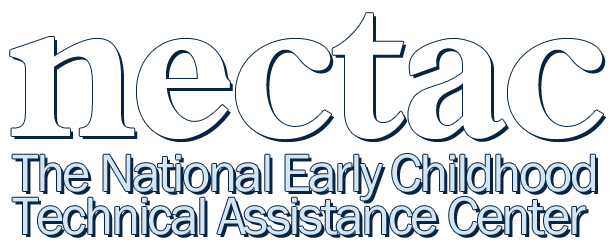 nectac
The National Early Childhood
Technical Assistance Center